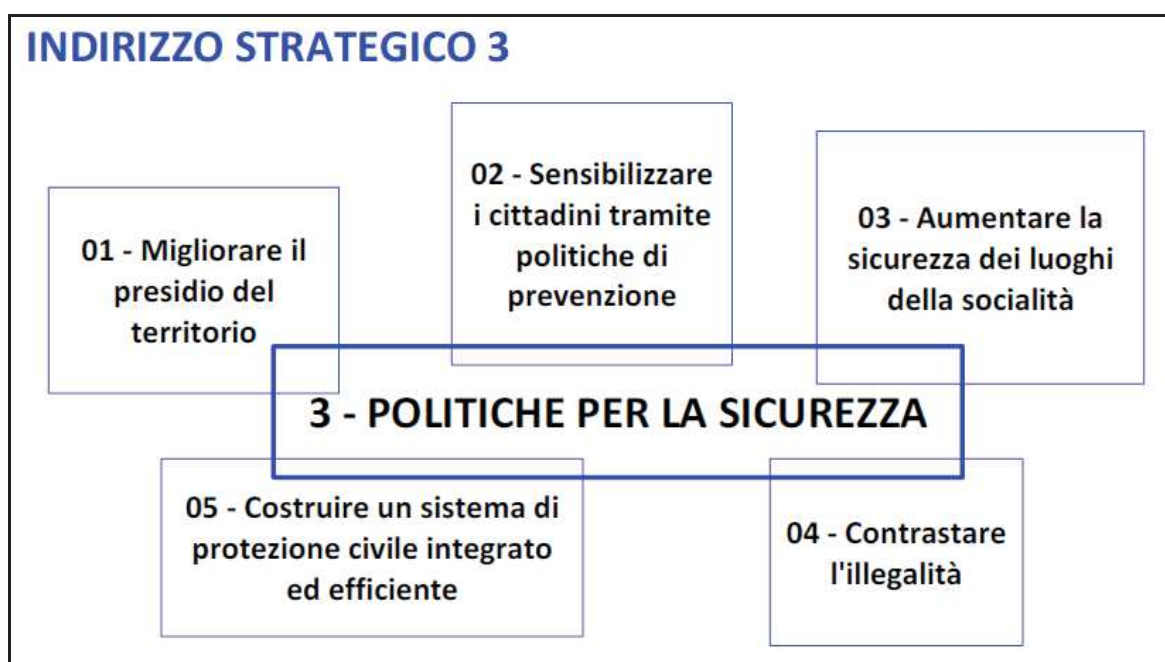 INDIRIZZO STRATEGICO 3
01 - Migliorare il
presidio del
territorio
02 - Sensibilizzare
i cittadini tramite
politiche di
prevenzione
03 - Aumentare la
sicurezza dei luoghi
della socialità
3 - POLITICHE PER LA SICUREZZA
05 - Costruire un sistema di
protezione civile integrato
ed efficiente
04 - Contrastare
l'illegalità